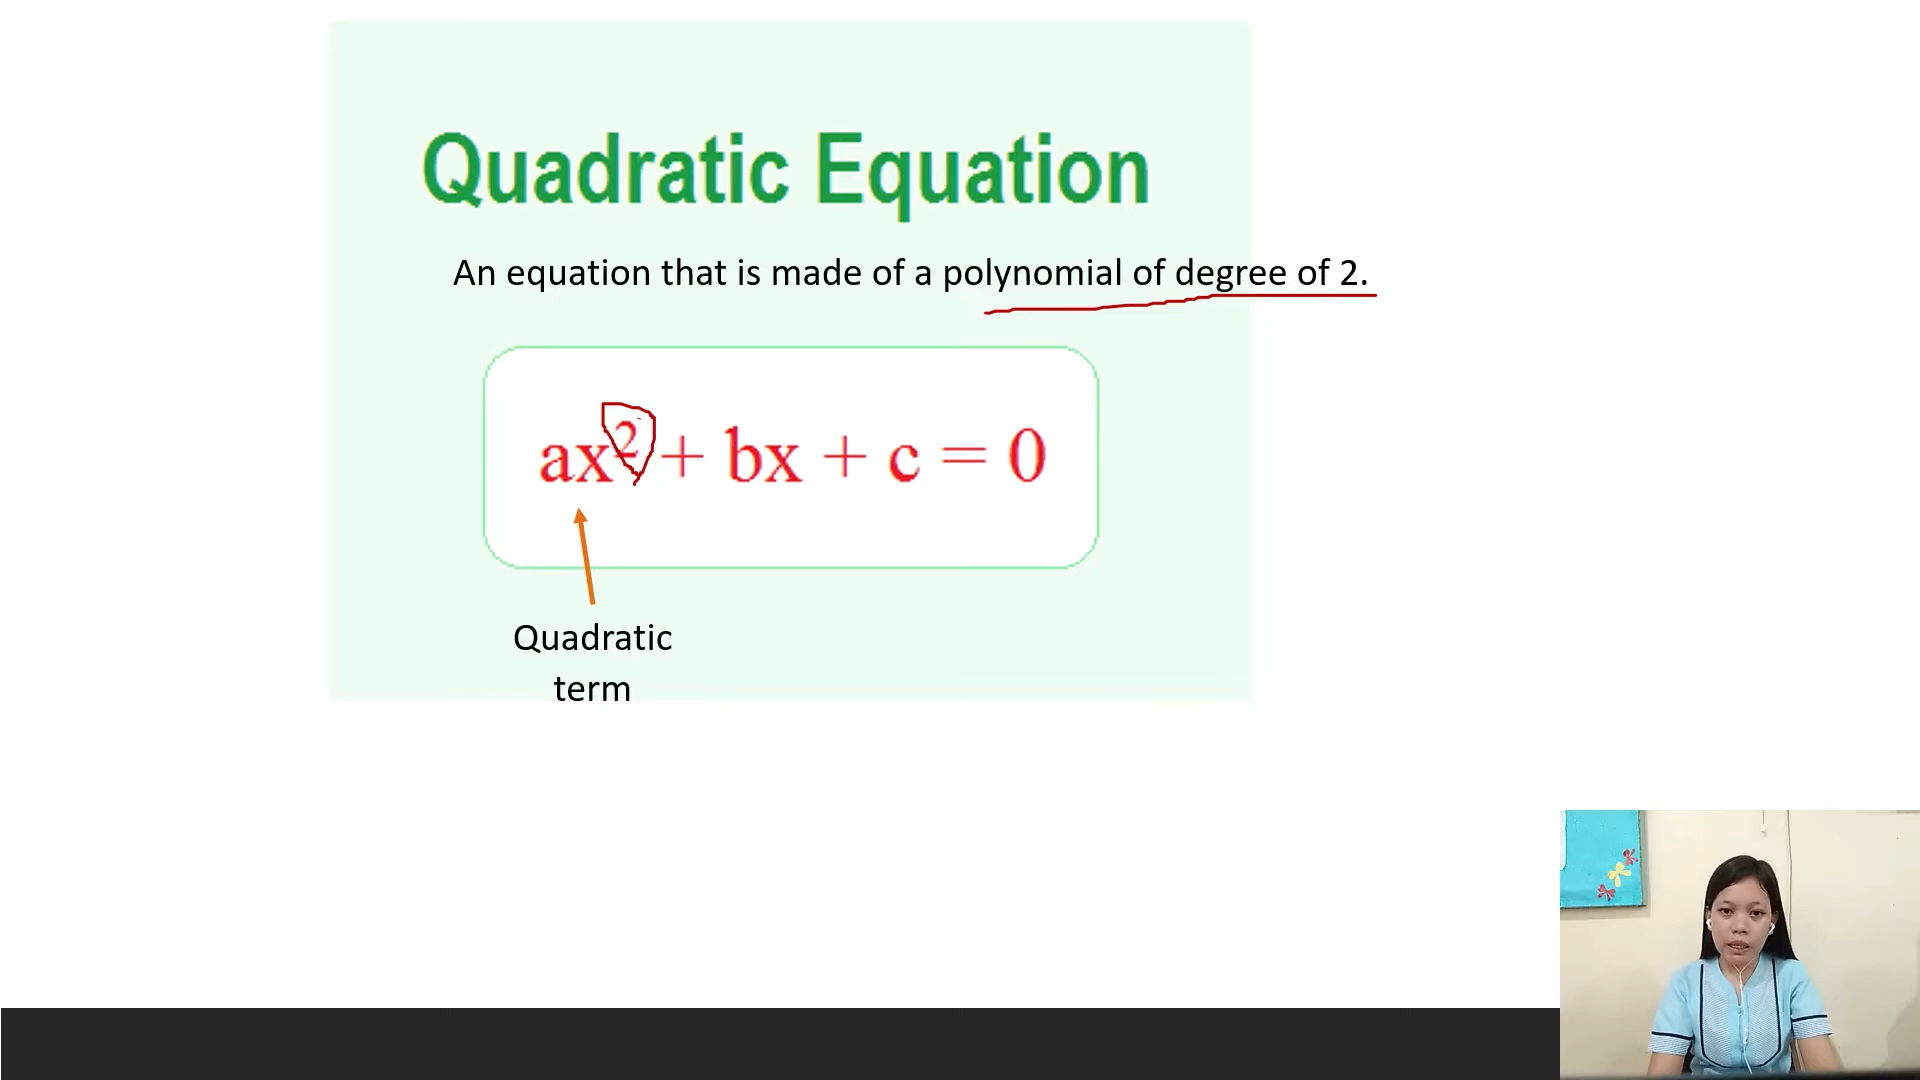 Quadratic Equation
An equation that is made of a polynomial of degree of 2.
ax² + bx + c = 0
Quadratic
term